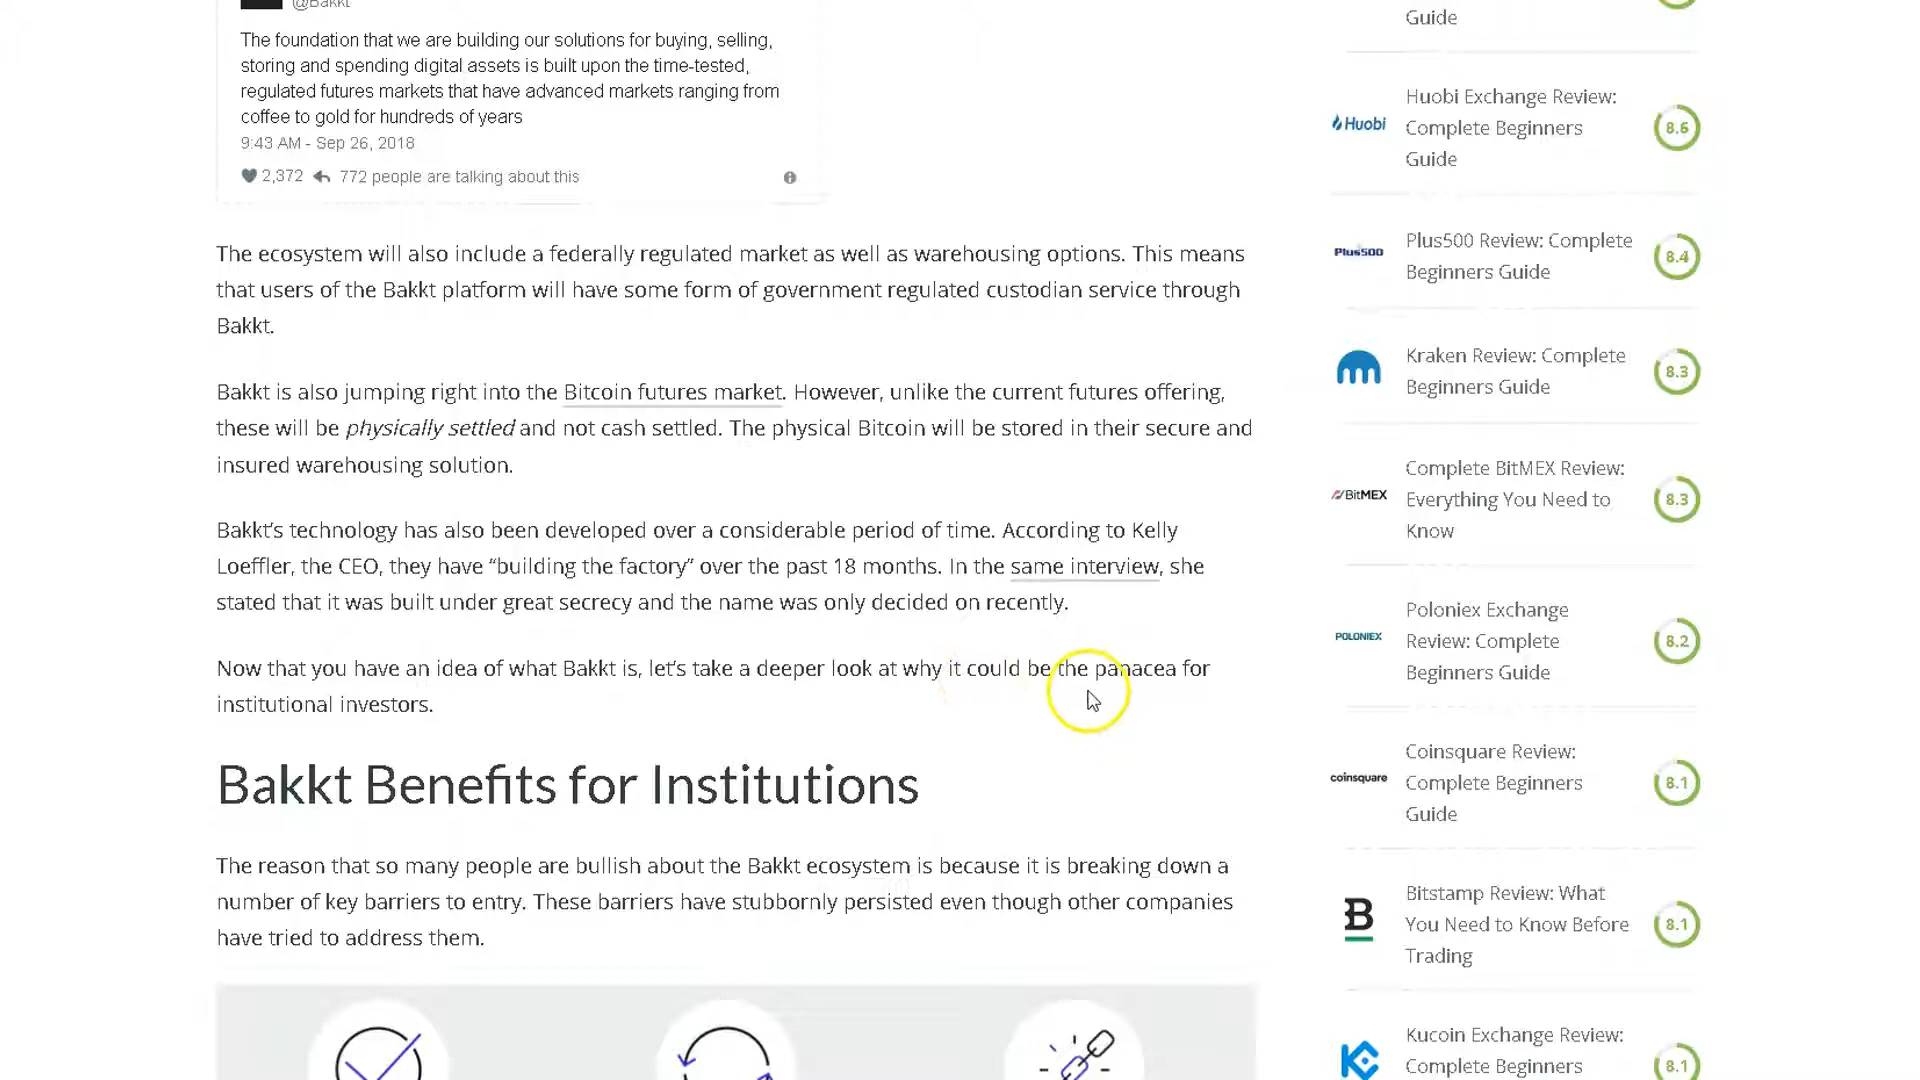 @Bakkt
The foundation that we are building our solutions for buying, selling,
storing and spending digital assets is built upon the time-tested,
regulated futures markets that have advanced markets ranging from
coffee to gold for hundreds of years
9:43 AM - Sep 26, 2018
2,372 772 people are talking about this
The ecosystem will also include a federally regulated market as well as warehousing options. This means
that users of the Bakkt platform will have some form of government regulated custodian service through
Bakkt.
Bakkt is also jumping right into the Bitcoin futures market. However, unlike the current futures offering,
these will be physically settled and not cash settled. The physical Bitcoin will be stored in their secure and
insured warehousing solution.
Bakkt’s technology has also been developed over a considerable period of time. According to Kelly
Loeffler, the CEO, they have “building the factory” over the past 18 months. In the same interview, she
stated that it was built under great secrecy and the name was only decided on recently.
Now that you have an idea of what Bakkt is, let’s take a deeper look at why it could be the panacea for
institutional investors.
Bakkt Benefits for Institutions
The reason that so many people are bullish about the Bakkt ecosystem is because it is breaking down a
number of key barriers to entry. These barriers have stubbornly persisted even though other companies
have tried to address them.
Guide
Huobi
Huobi Exchange Review:
Complete Beginners
Guide
8.6
Plus500
Plus500 Review: Complete
Beginners Guide
8.4
Kraken Review: Complete
Beginners Guide
8.3
BitMEX
Complete BitMEX Review:
Everything You Need to
Know
8.3
POLONIEX
Poloniex Exchange
Review: Complete
Beginners Guide
8.2
coinsquare
Coinsquare Review:
Complete Beginners
Guide
8.1
Bitstamp Review: What
You Need to Know Before
Trading
8.1
Kucoin Exchange Review:
Complete Beginners
8.1